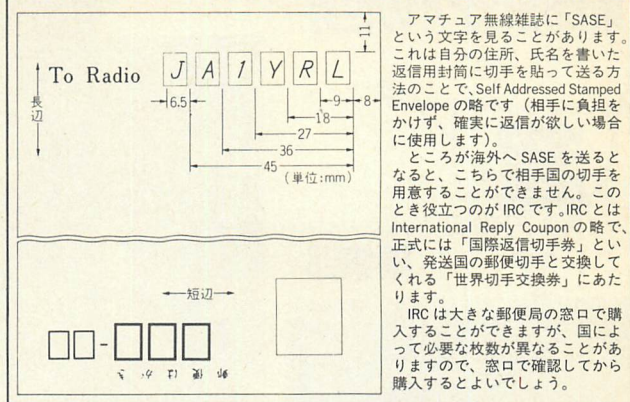 11
To Radio JA1YRL
長辺
6.5
9
8
18
27
36
45
(単位:mm)
短辺
-
郵便はがき
アマチュア無線雑誌に「SASE」
という文字を見ることがあります。
これは自分の住所、氏名を書いた
返信用封筒に切手を貼って送る方
法のことで、Self Addressed Stamped
Envelope の略です（相手に負担を
かけず、確実に返信が欲しい場合
に使用します）。
ところが海外へ SASE を送ると
なると、こちらで相手国の切手を
用意することができません。この
とき役立つのが IRC です。IRC とは
International Reply Coupon の略で、
正式には「国際返信切手券」とい
い、発送国の郵便切手と交換して
くれる「世界切手交換券」にあた
ります。
IRC は大きな郵便局の窓口で購
入することができますが、国によ
って必要な枚数が異なることがあ
りますので、窓口で確認してから
購入するとよいでしょう。